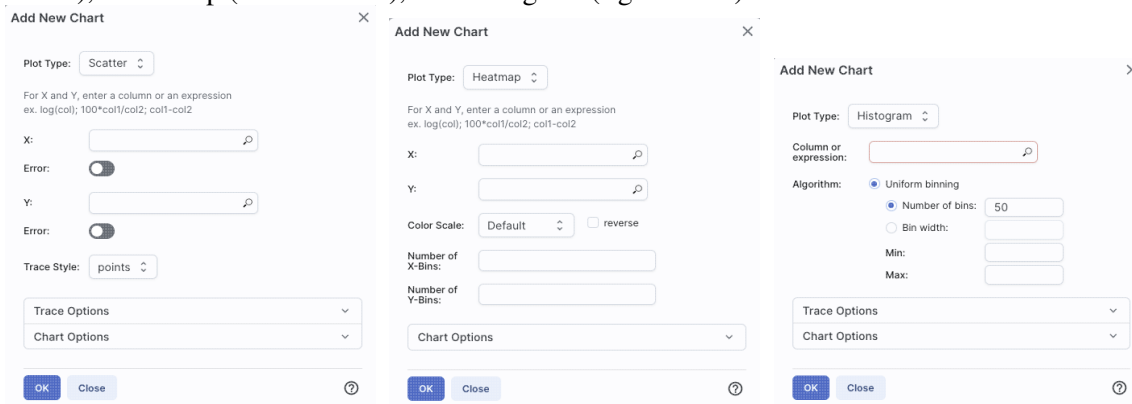 Add New Chart
Plot Type: Scatter
For X and Y, enter a column or an expression
ex. log(col); 100*col1/col2; col1-col2
X:
Error:
Y:
Error:
Trace Style: points
Trace Options
Chart Options
OK Close
Add New Chart
Plot Type: Heatmap
For X and Y, enter a column or an expression
ex. log(col); 100*col1/col2; col1-col2
X:
Y:
Color Scale: Default reverse
Number of
X-Bins:
Number of
Y-Bins:
Chart Options
OK Close
Add New Chart
Plot Type: Histogram
Column or
expression:
Algorithm: Uniform binning
Number of bins: 50
Bin width:
Min:
Max:
Trace Options
Chart Options
OK Close